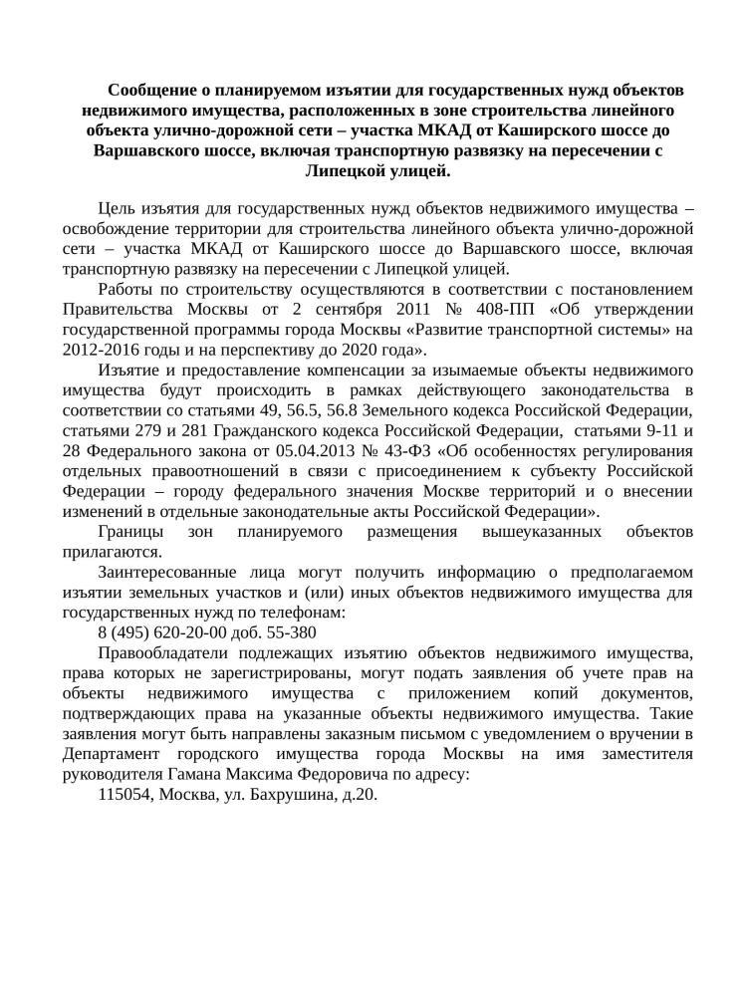 Сообщение о планируемом изъятии для государственных нужд объектов
недвижимого имущества, расположенных в зоне строительства линейного
объекта улично-дорожной сети – участка МКАД от Каширского шоссе до
Варшавского шоссе, включая транспортную развязку на пересечении с
Липецкой улицей.
Цель изъятия для государственных нужд объектов недвижимого имущества –
освобождение территории для строительства линейного объекта улично-дорожной
сети – участка МКАД от Каширского шоссе до Варшавского шоссе, включая
транспортную развязку на пересечении с Липецкой улицей.
Работы по строительству осуществляются в соответствии с постановлением
Правительства Москвы от 2 сентября 2011 № 408-ПП «Об утверждении
государственной программы города Москвы «Развитие транспортной системы» на
2012-2016 годы и на перспективу до 2020 года».
Изъятие и предоставление компенсации за изымаемые объекты недвижимого
имущества будут происходить в рамках действующего законодательства в
соответствии со статьями 49, 56.5, 56.8 Земельного кодекса Российской Федерации,
статьями 279 и 281 Гражданского кодекса Российской Федерации, статьями 9-11 и
28 Федерального закона от 05.04.2013 № 43-ФЗ «Об особенностях регулирования
отдельных правоотношений в связи с присоединением к субъекту Российской
Федерации – городу федерального значения Москве территорий и о внесении
изменений в отдельные законодательные акты Российской Федерации».
Границы зон планируемого размещения вышеуказанных объектов
прилагаются.
Заинтересованные лица могут получить информацию о предполагаемом
изъятии земельных участков и (или) иных объектов недвижимого имущества для
государственных нужд по телефонам:
8 (495) 620-20-00 доб. 55-380
Правообладатели подлежащих изъятию объектов недвижимого имущества,
права которых не зарегистрированы, могут подать заявления об учете прав на
объекты недвижимого имущества с приложением копий документов,
подтверждающих права на указанные объекты недвижимого имущества. Такие
заявления могут быть направлены заказным письмом с уведомлением о вручении в
Департамент городского имущества города Москвы на имя заместителя
руководителя Гамана Максима Федоровича по адресу:
115054, Москва, ул. Бахрушина, д.20.